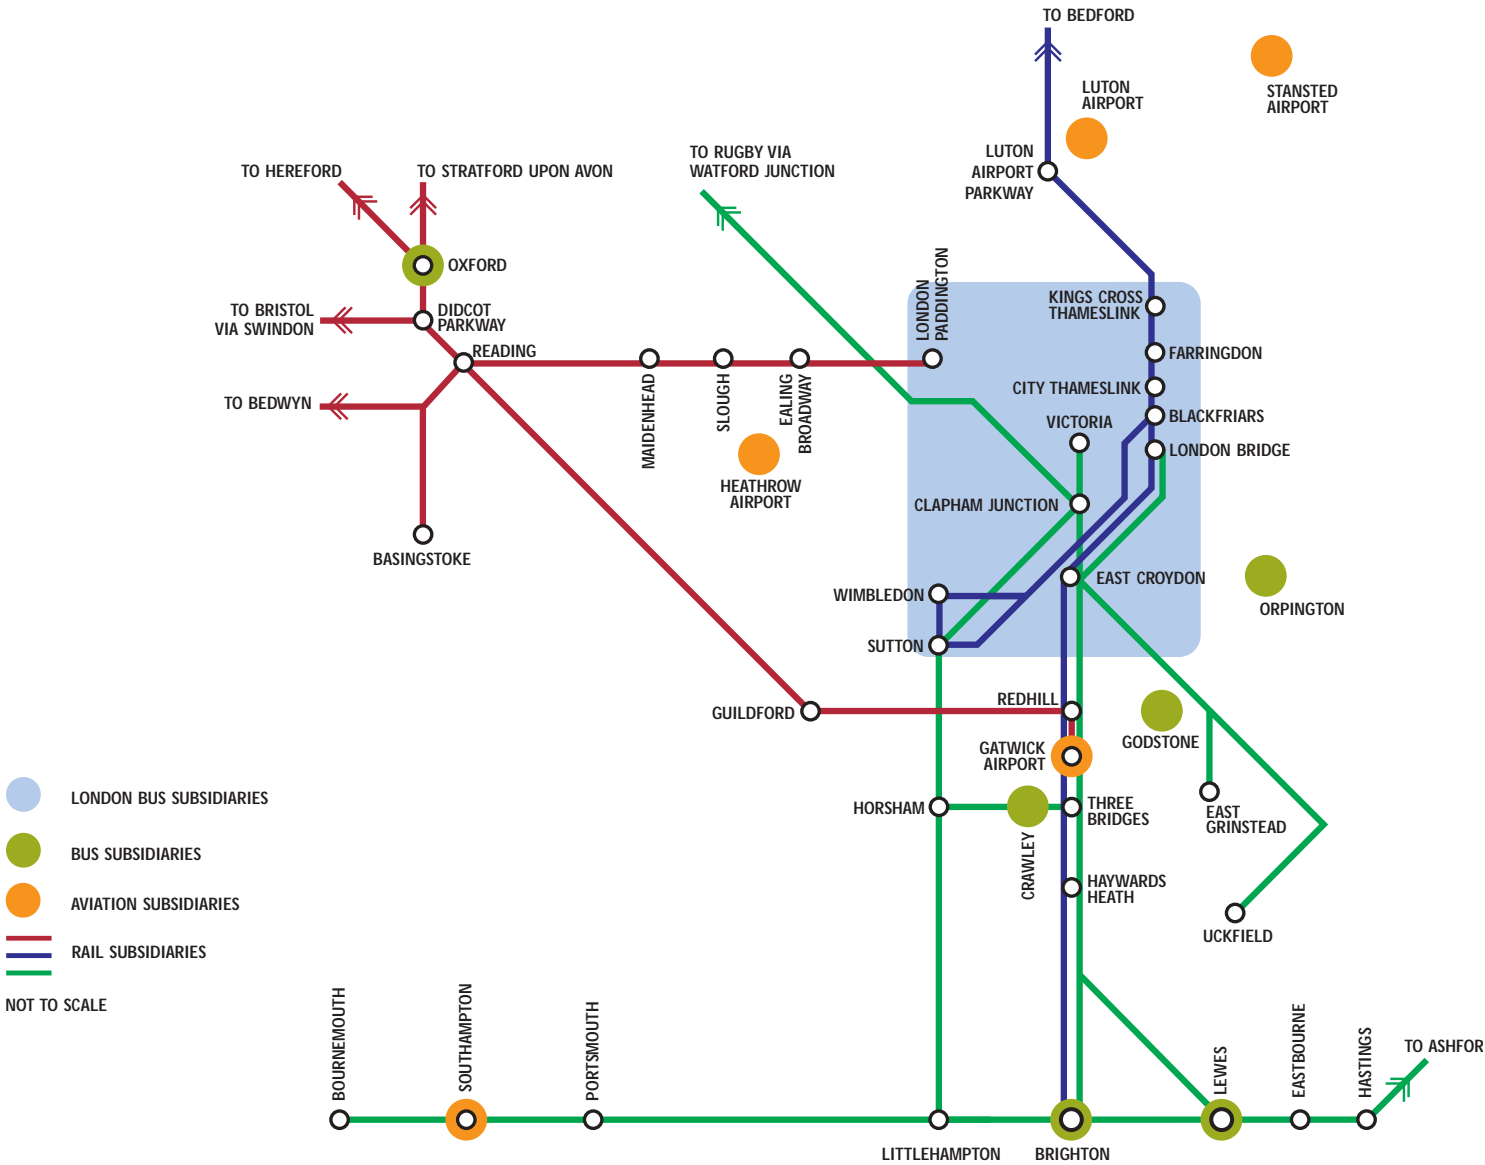 TO BEDFORD
STANSTED
AIRPORT
LUTON
AIRPORT
LUTON
AIRPORT
PARKWAY
TO RUGBY VIA
WATFORD JUNCTION
TO HEREFORD
TO STRATFORD UPON AVON
OXFORD
TO BRISTOL
VIA SWINDON
DIDCOT
PARKWAY
READING
TO BEDWYN
BASINGSTOKE
MAIDENHEAD
SLOUGH
EALING
BROADWAY
LONDON
PADDINGTON
HEATHROW
AIRPORT
KINGS CROSS
THAMESLINK
FARRINGDON
CITY THAMESLINK
BLACKFRIARS
VICTORIA
LONDON BRIDGE
CLAPHAM JUNCTION
EAST CROYDON
WIMBLEDON
SUTTON
ORPINGTON
GUILDFORD
REDHILL
GODSTONE
GATWICK
AIRPORT
HORSHAM
CRAWLEY
THREE
BRIDGES
EAST
GRINSTEAD
HAYWARDS
HEATH
UCKFIELD
LONDON BUS SUBSIDIARIES
BUS SUBSIDIARIES
AVIATION SUBSIDIARIES
RAIL SUBSIDIARIES
NOT TO SCALE
BOURNEMOUTH
SOUTHAMPTON
PORTSMOUTH
LITTLEHAMPTON
BRIGHTON
LEWES
EASTBOURNE
HASTINGS
TO ASHFOR